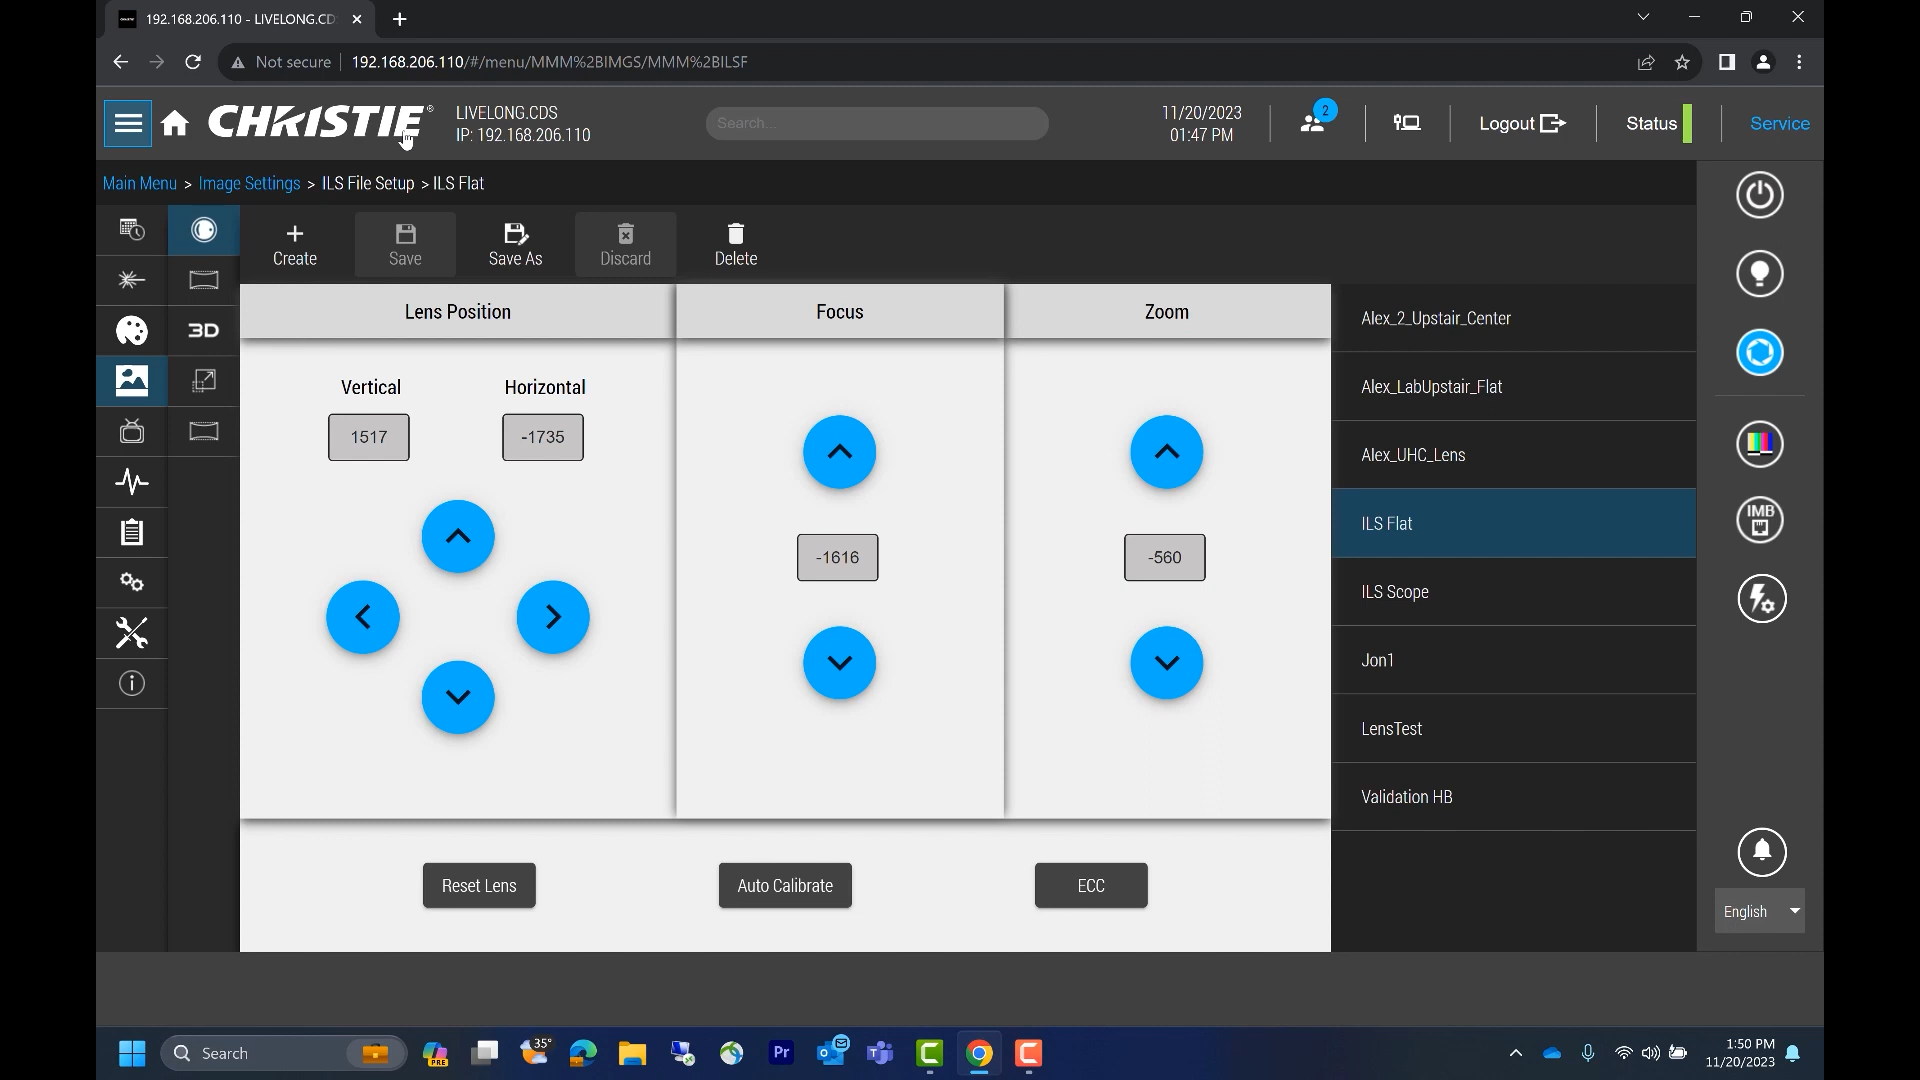 192.168.206.110 - LIVELONG.CD
Not secure
192.168.206.110/#/menu/MMM%2BIMGS/MMM%2BILSF
CHRISTIE®
LIVELONG.CDS
IP: 192.168.206.110
Search...
11/20/2023
01:47 PM
2
Logout
Status
Service
Main Menu > Image Settings > ILS File Setup > ILS Flat
Create
Save
Save As
Discard
Delete
3D
Lens Position
Focus
Zoom
Vertical
Horizontal
1517
-1735
-1616
-560
Reset Lens
Auto Calibrate
ECC
Alex_2_Upstair_Center
Alex_LabUpstair_Flat
Alex_UHC_Lens
ILS Flat
ILS Scope
Jon1
LensTest
Validation HB
IMB
English
Search
PRE
35°
Pr
1:50 PM
11/20/2023